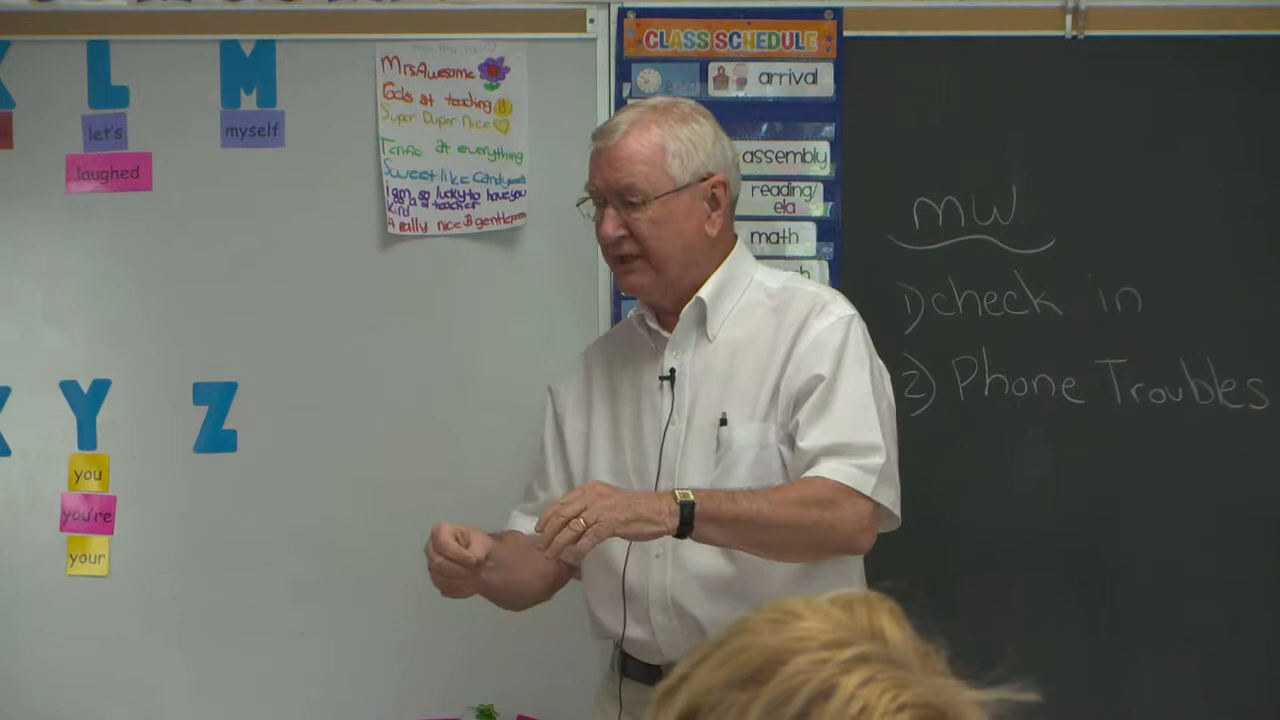 L
M
let's
myself
laughed
Y
Z
you
you're
your
Mrs Awesome
at teaching
Super Duper Nice
at everything
Sweet like Candy
i am so lucky to have you
as a teacher
Kind
A really nice & gentle
CLASS SCHEDULE
arrival
assembly
reading/
ela
math
MW
1) check in
2) Phone Troubles